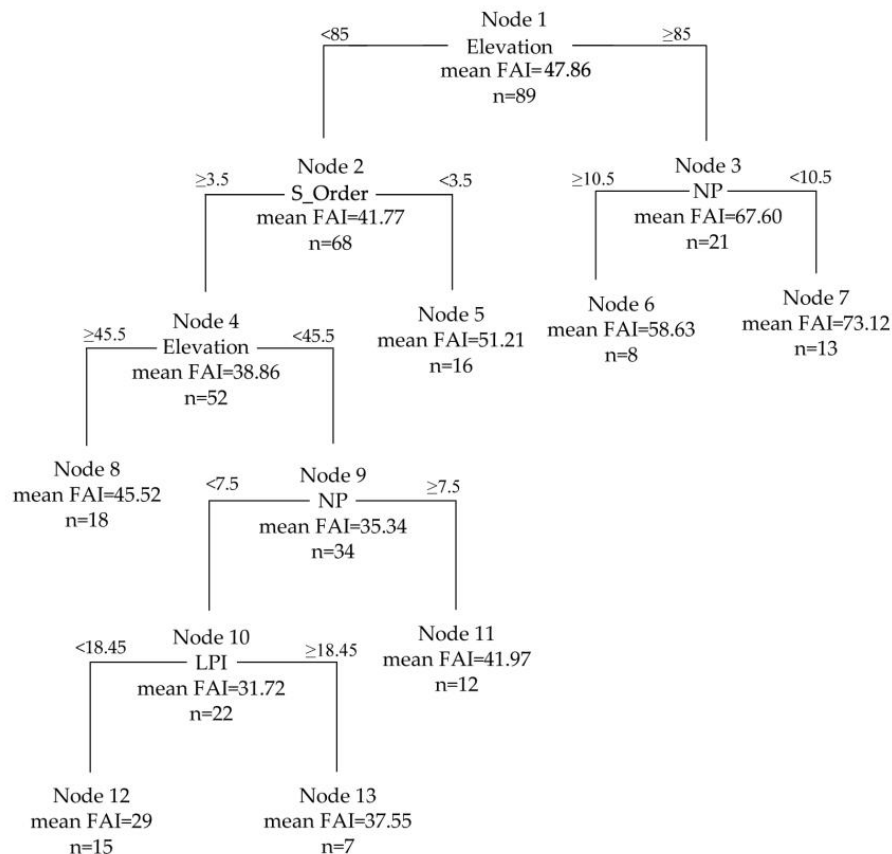 Node 1
<85
Elevation
≥85
mean FAI=47.86
n=89
Node 2
≥3.5
S_Order
<3.5
mean FAI=41.77
n=68
Node 3
≥10.5
NP
<10.5
mean FAI=67.60
n=21
Node 4
≥45.5
Elevation
<45.5
mean FAI=38.86
n=52
Node 5
mean FAI=51.21
n=16
Node 6
mean FAI=58.63
n=8
Node 7
mean FAI=73.12
n=13
Node 8
mean FAI=45.52
n=18
Node 9
<7.5
NP
≥7.5
mean FAI=35.34
n=34
Node 10
<18.45
LPI
≥18.45
mean FAI=31.72
n=22
Node 11
mean FAI=41.97
n=12
Node 12
mean FAI=29
n=15
Node 13
mean FAI=37.55
n=7